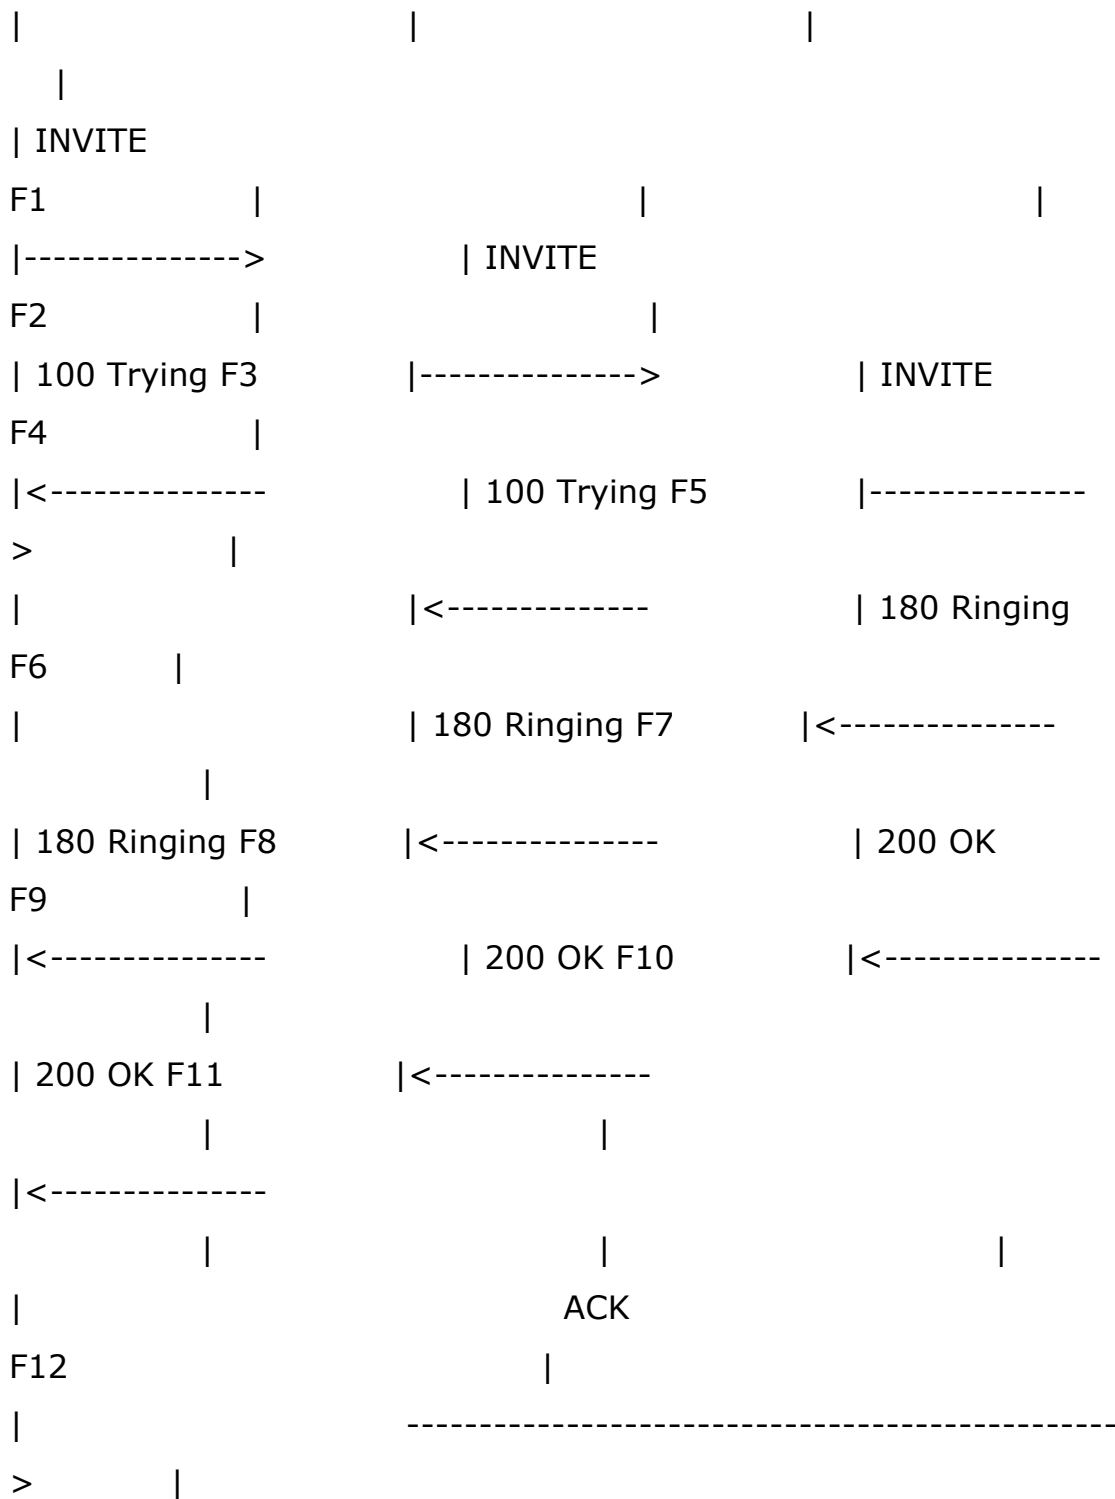 | | |
|
| INVITE
F1 | | |
|---------------> | INVITE
F2 | |
| 100 Trying F3 |---------------> | INVITE
F4 |
|<--------------- | 100 Trying F5 |---------------
> |
| |<-------------- | 180 Ringing
F6 |
| | 180 Ringing F7 |<---------------
|
| 180 Ringing F8 |<--------------- | 200 OK
F9 |
|<--------------- | 200 OK F10 |<---------------
|
| 200 OK F11 |<---------------
| |
|<---------------
| | |
| ACK
F12 |
| -------------------------------------------------
> |